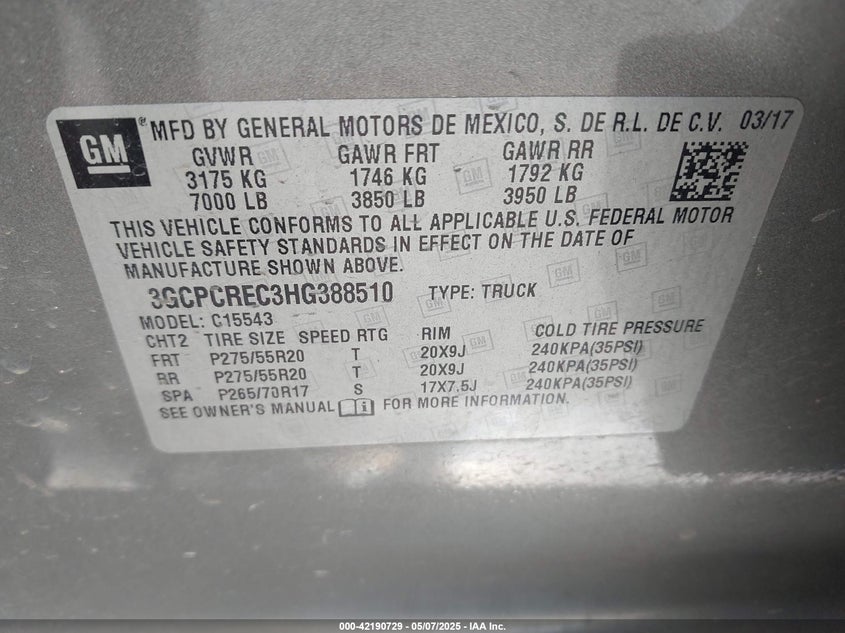 GM ® MFD BY GENERAL MOTORS DE MEXICO, S. DE R.L. DE C.V. 03/17
GVWR GAWR FRT GAWR RR
3175 KG 1746 KG 1792 KG
7000 LB 3850 LB 3950 LB
THIS VEHICLE CONFORMS TO ALL APPLICABLE U.S. FEDERAL MOTOR
VEHICLE SAFETY STANDARDS IN EFFECT ON THE DATE OF
MANUFACTURE SHOWN ABOVE.
3GCPCREC3HG388510 TYPE: TRUCK
MODEL: C15543
CHT2 TIRE SIZE SPEED RTG RIM COLD TIRE PRESSURE
FRT P275/55R20 T 20X9J 240KPA(35PSI)
RR P275/55R20 T 20X9J 240KPA(35PSI)
SPA P265/70R17 S 17X7.5J 240KPA(35PSI)
SEE OWNER'S MANUAL i FOR MORE INFORMATION.
000-42190729 - 05/07/2025 - IAA Inc.